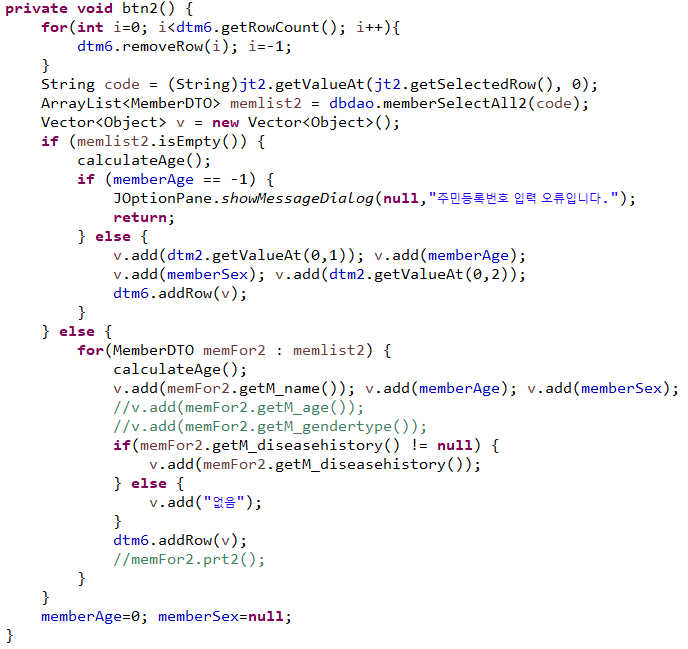 private void btn2() {
    for(int i=0; i<dtm6.getRowCount(); i++){
        dtm6.removeRow(i); i=-1;
    }
    String code = (String)jt2.getValueAt(jt2.getSelectedRow(), 0);
    ArrayList<MemberDTO> memlist2 = dbdao.memberSelectAll2(code);
    Vector<Object> v = new Vector<Object>();
    if (memlist2.isEmpty()) {
        calculateAge();
        if (memberAge == -1) {
            JOptionPane.showMessageDialog(null,"주민등록번호 입력 오류입니다.");
            return;
        } else {
            v.add(dtm2.getValueAt(0,1)); v.add(memberAge);
            v.add(memberSex); v.add(dtm2.getValueAt(0,2));
            dtm6.addRow(v);
        }
    } else {
        for(MemberDTO memFor2 : memlist2) {
            calculateAge();
            v.add(memFor2.getM_name()); v.add(memberAge); v.add(memberSex);
            //v.add(memFor2.getM_age());
            //v.add(memFor2.getM_gendertype());
            if(memFor2.getM_diseasehistory() != null) {
                v.add(memFor2.getM_diseasehistory());
            } else {
                v.add("없음");
            }
            dtm6.addRow(v);
            //memFor2.prt2();
        }
    }
    memberAge=0; memberSex=null;
}